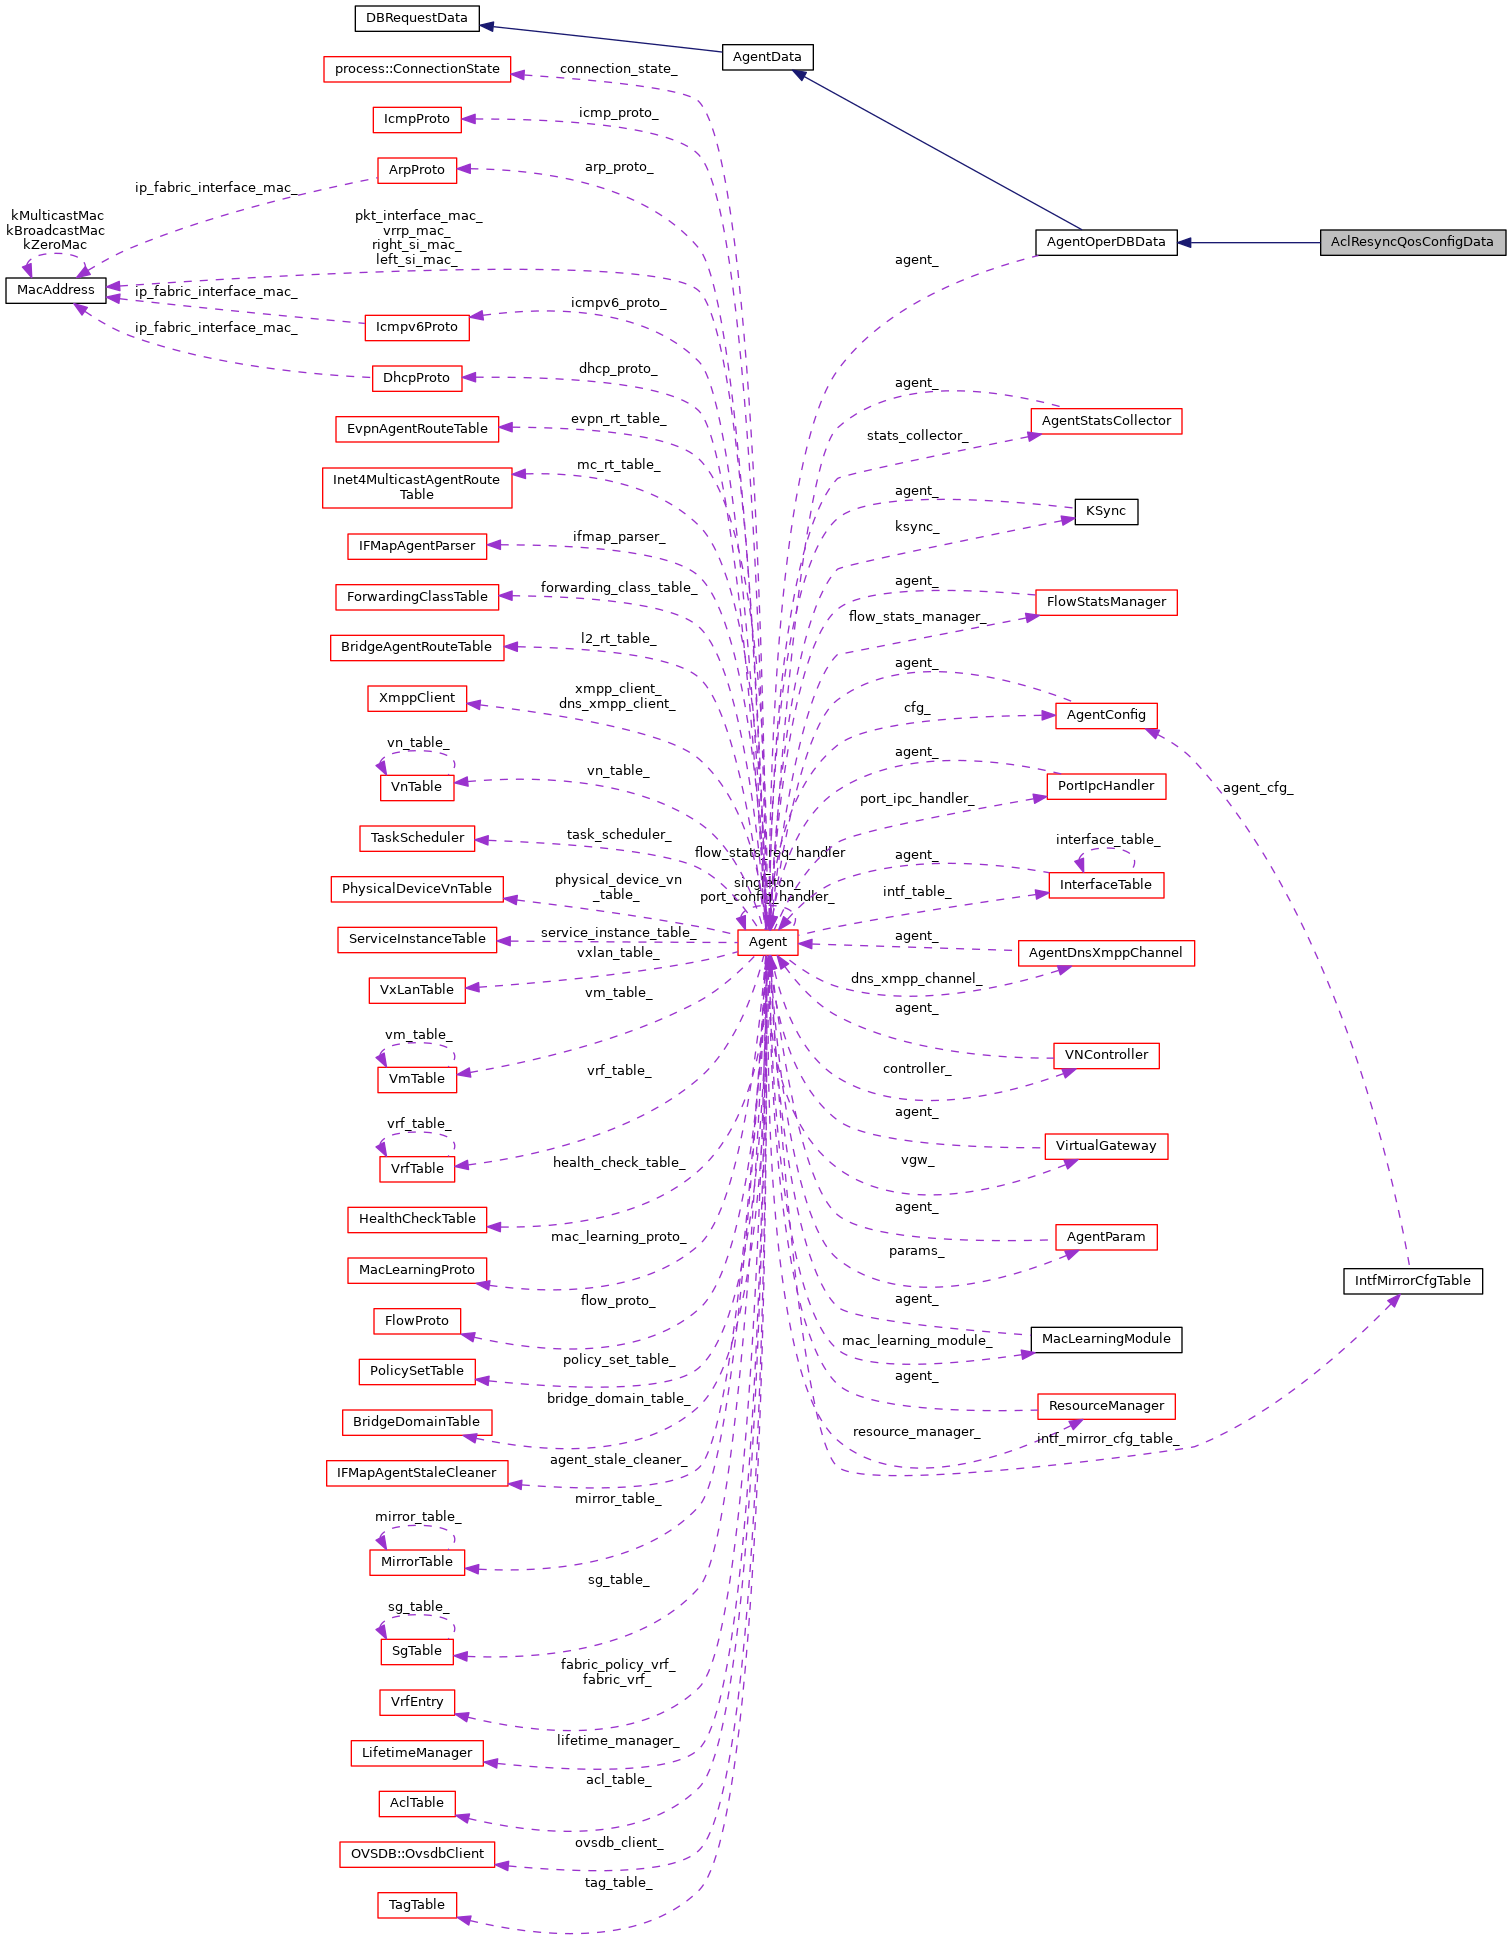 DBRequestData
AgentData
process::ConnectionState
connection_state_
IcmpProto
icmp_proto_
ArpProto
arp_proto_
ip_fabric_interface_mac_
kMulticastMac
kBroadcastMac
kZeroMac
MacAddress
pkt_interface_mac_
vrrp_mac_
right_si_mac_
left_si_mac_
AgentOperDBData
AclResyncQosConfigData
agent_
ip_fabric_interface_mac_
Icmpv6Proto
icmpv6_proto_
ip_fabric_interface_mac_
DhcpProto
dhcp_proto_
agent_
AgentStatsCollector
EvpnAgentRouteTable
evpn_rt_table_
stats_collector_
Inet4MulticastAgentRoute
Table
mc_rt_table_
agent_
KSync
ksync_
IFMapAgentParser
ifmap_parser_
ForwardingClassTable
forwarding_class_table_
agent_
FlowStatsManager
flow_stats_manager_
BridgeAgentRouteTable
l2_rt_table_
agent_
XmppClient
xmpp_client_
dns_xmpp_client_
cfg_
AgentConfig
vn_table_
VnTable
vn_table_
agent_
PortIpcHandler
port_ipc_handler_
agent_cfg_
TaskScheduler
task_scheduler_
flow_stats_req_handler
_
singleton_
port_config_handler_
agent_
interface_table_
InterfaceTable
intf_table_
PhysicalDeviceVnTable
physical_device_vn
_table_
ServiceInstanceTable
service_instance_table_
Agent
agent_
AgentDnsXmppChannel
dns_xmpp_channel_
VxLanTable
vxlan_table_
vm_table_
agent_
vm_table_
VmTable
VNController
controller_
vrf_table_
vrf_table_
VrfTable
agent_
VirtualGateway
vgw_
health_check_table_
HealthCheckTable
agent_
AgentParam
params_
mac_learning_proto_
MacLearningProto
IntfMirrorCfgTable
flow_proto_
FlowProto
agent_
MacLearningModule
mac_learning_module_
policy_set_table_
PolicySetTable
agent_
ResourceManager
bridge_domain_table_
BridgeDomainTable
resource_manager_
intf_mirror_cfg_table_
agent_stale_cleaner_
IFMapAgentStaleCleaner
mirror_table_
mirror_table_
MirrorTable
sg_table_
sg_table_
SgTable
fabric_policy_vrf_
fabric_vrf_
VrfEntry
lifetime_manager_
LifetimeManager
acl_table_
AclTable
ovsdb_client_
OVSDB::OvsdbClient
tag_table_
TagTable